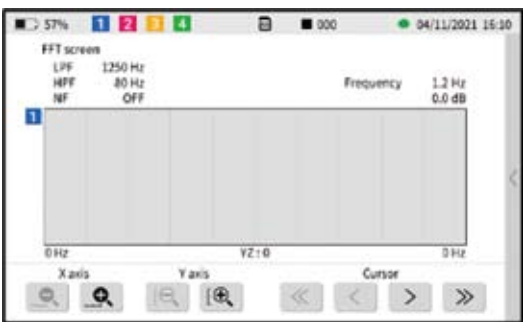 57% 1 2 3 4 000 04/11/2021 16:10
FFT screen
LPF 1250 Hz
HPF 80 Hz Frequency 1.2 Hz
NF OFF 0.0 dB
1
0 Hz YZ:0 0 Hz
X axis Y axis Cursor